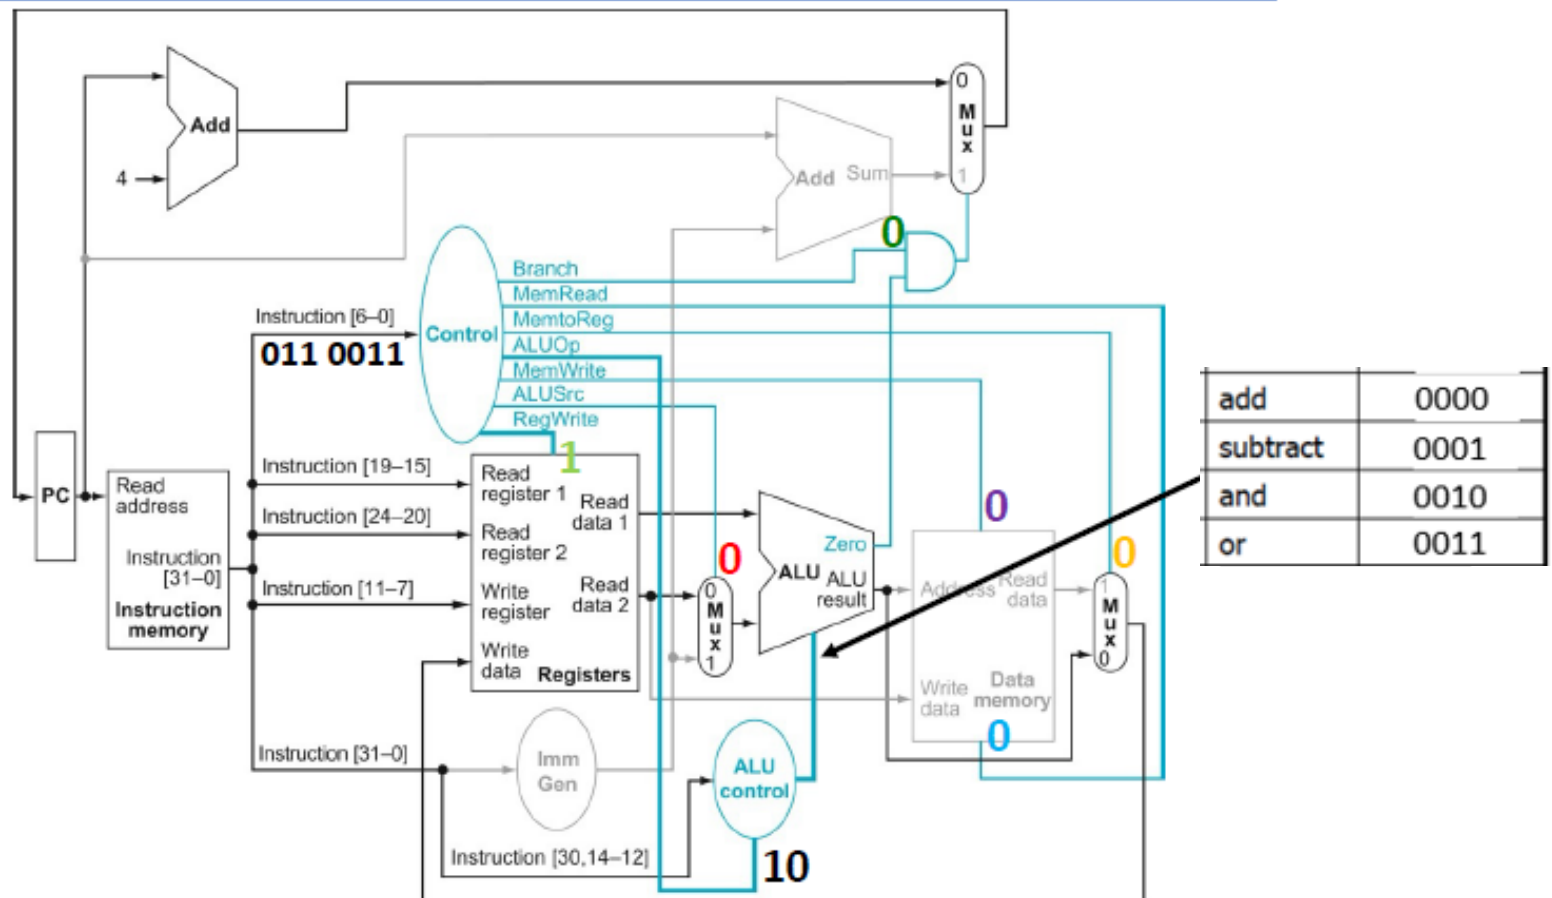 0
Mux
1
Add
4
Add Sum
0
Branch
MemRead
MemtoReg
ALUOp
MemWrite
ALUSrc
RegWrite
Control
Instruction [6–0]
011 0011
1
PC
Read
address
Instruction
[31–0]
Instruction
memory
Instruction [19–15]
Instruction [24–20]
Instruction [11–7]
Read
register 1
Read
register 2
Write
register
Write
data
Read
data 1
Read
data 2
Registers
0
0
Mux
1
Zero
ALU
ALU
result
0
Address
Read
data
Write
data
Data
memory
0
0
1
Mux
0
Instruction [31–0]
Imm
Gen
ALU
control
Instruction [30,14–12]
10
add 0000
subtract 0001
and 0010
or 0011